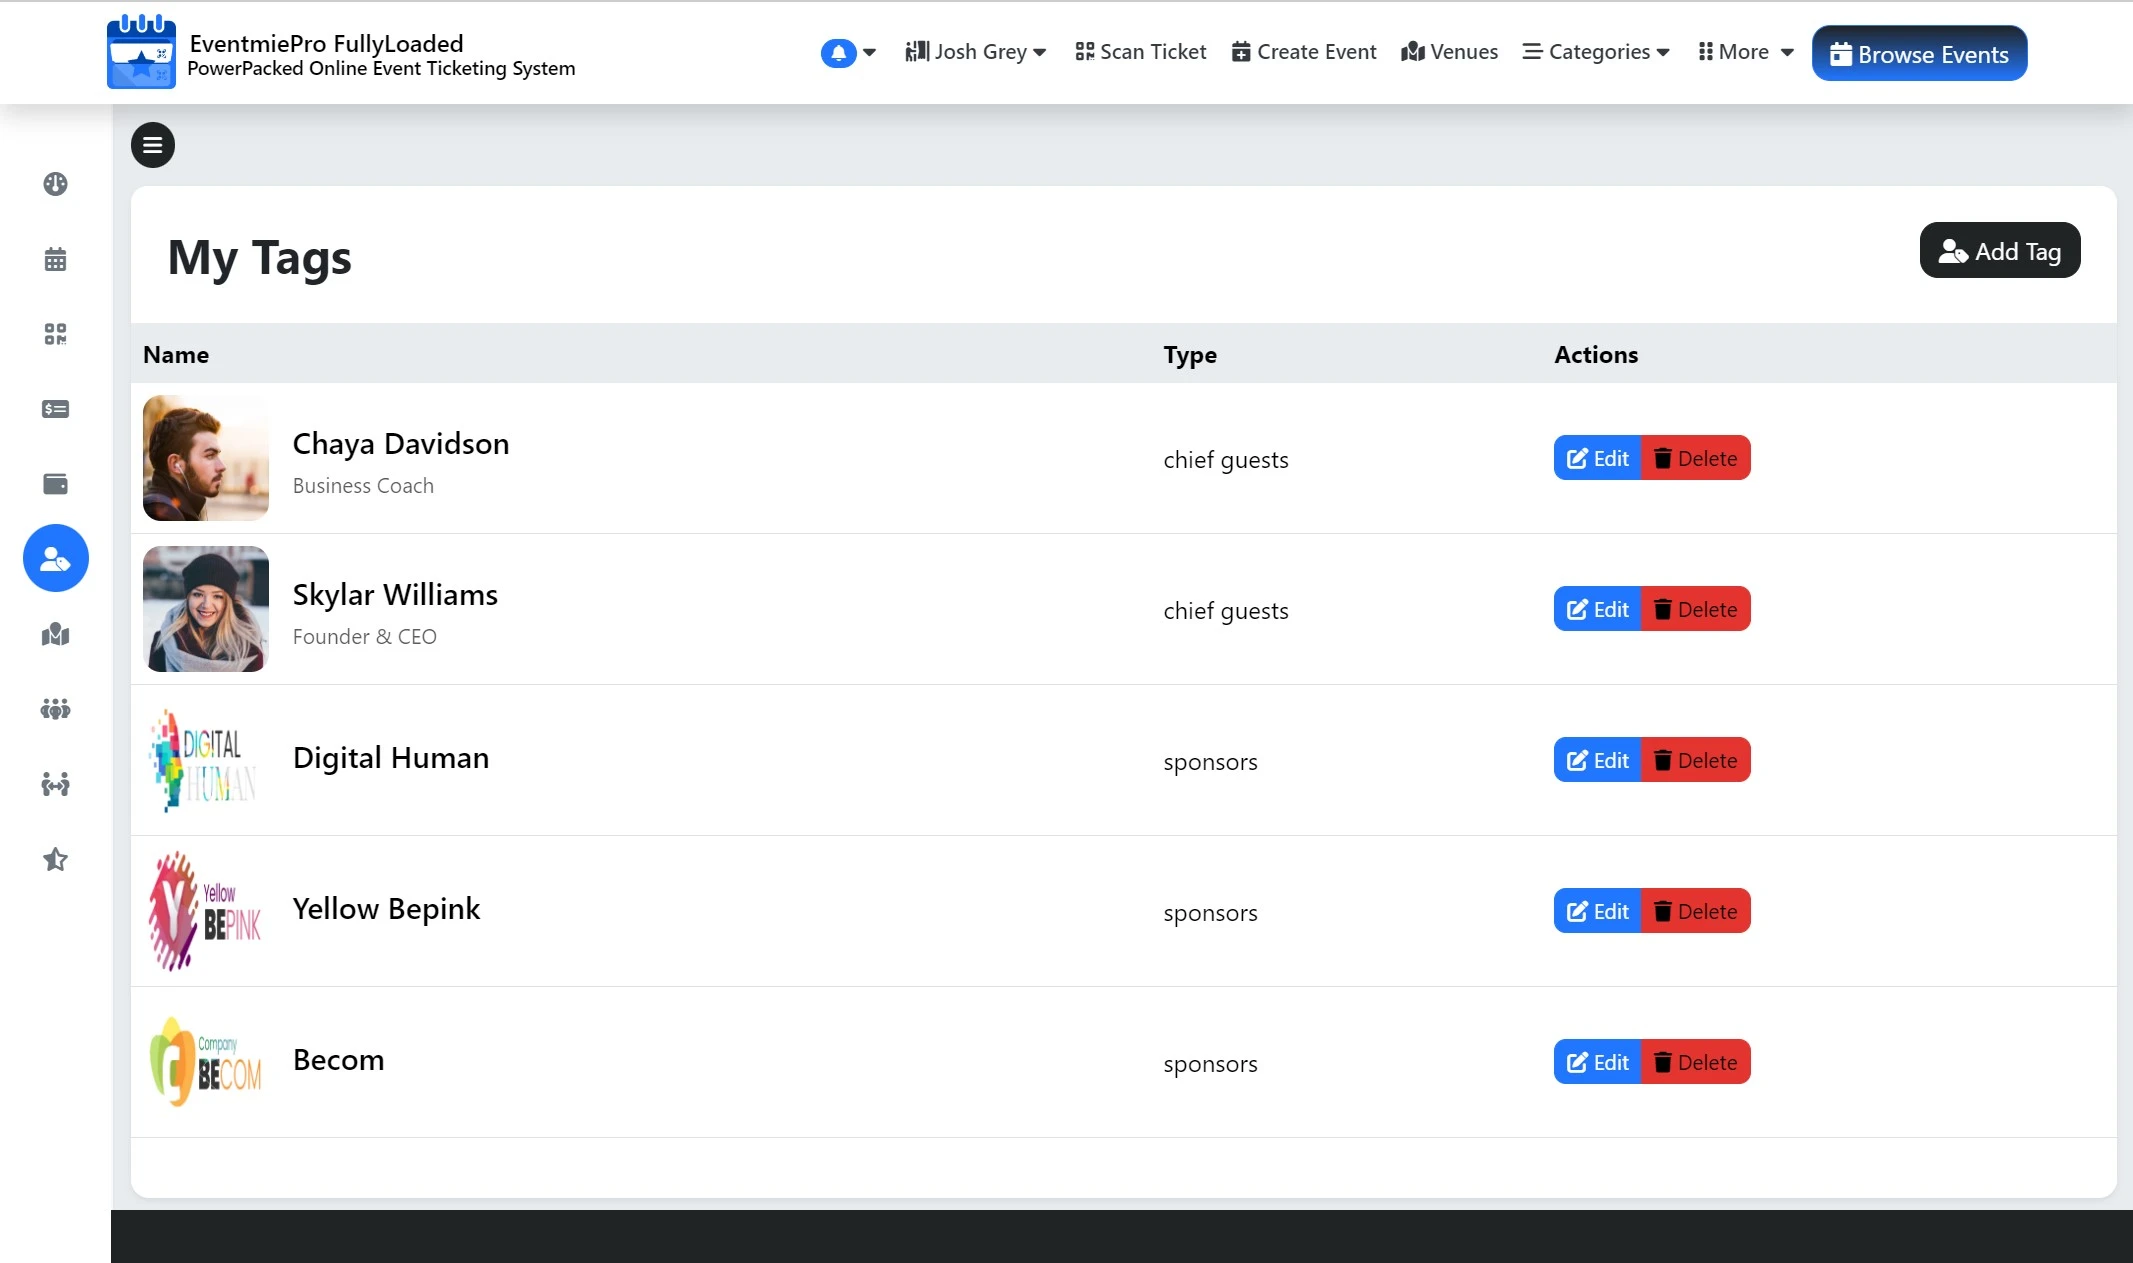 EventmiePro FullyLoaded
PowerPacked Online Event Ticketing System
Josh Grey
Scan Ticket
Create Event
Venues
Categories
More
Browse Events
My Tags
Add Tag
Name Type Actions
Chaya Davidson
Business Coach
chief guests
Edit Delete
Skylar Williams
Founder & CEO
chief guests
Edit Delete
DIGITAL
HUMAN
Digital Human
sponsors
Edit Delete
Y
Yellow
BEPINK
Yellow Bepink
sponsors
Edit Delete
Company
BECOM
Becom
sponsors
Edit Delete